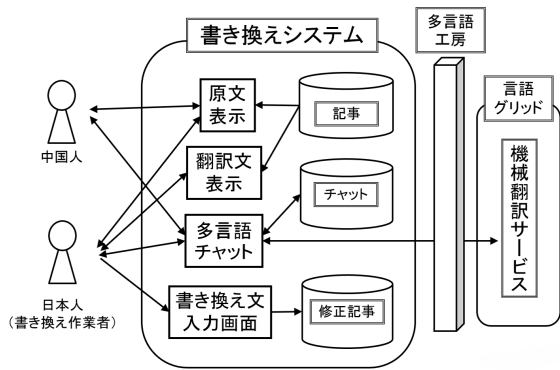 書き換えシステム
多言語
工房
言語
グリッド
原文
表示
記事
中国人
翻訳文
表示
チャット
多言語
チャット
機械翻訳サービス
日本人
（書き換え作業者）
書き換え文
入力画面
修正記事